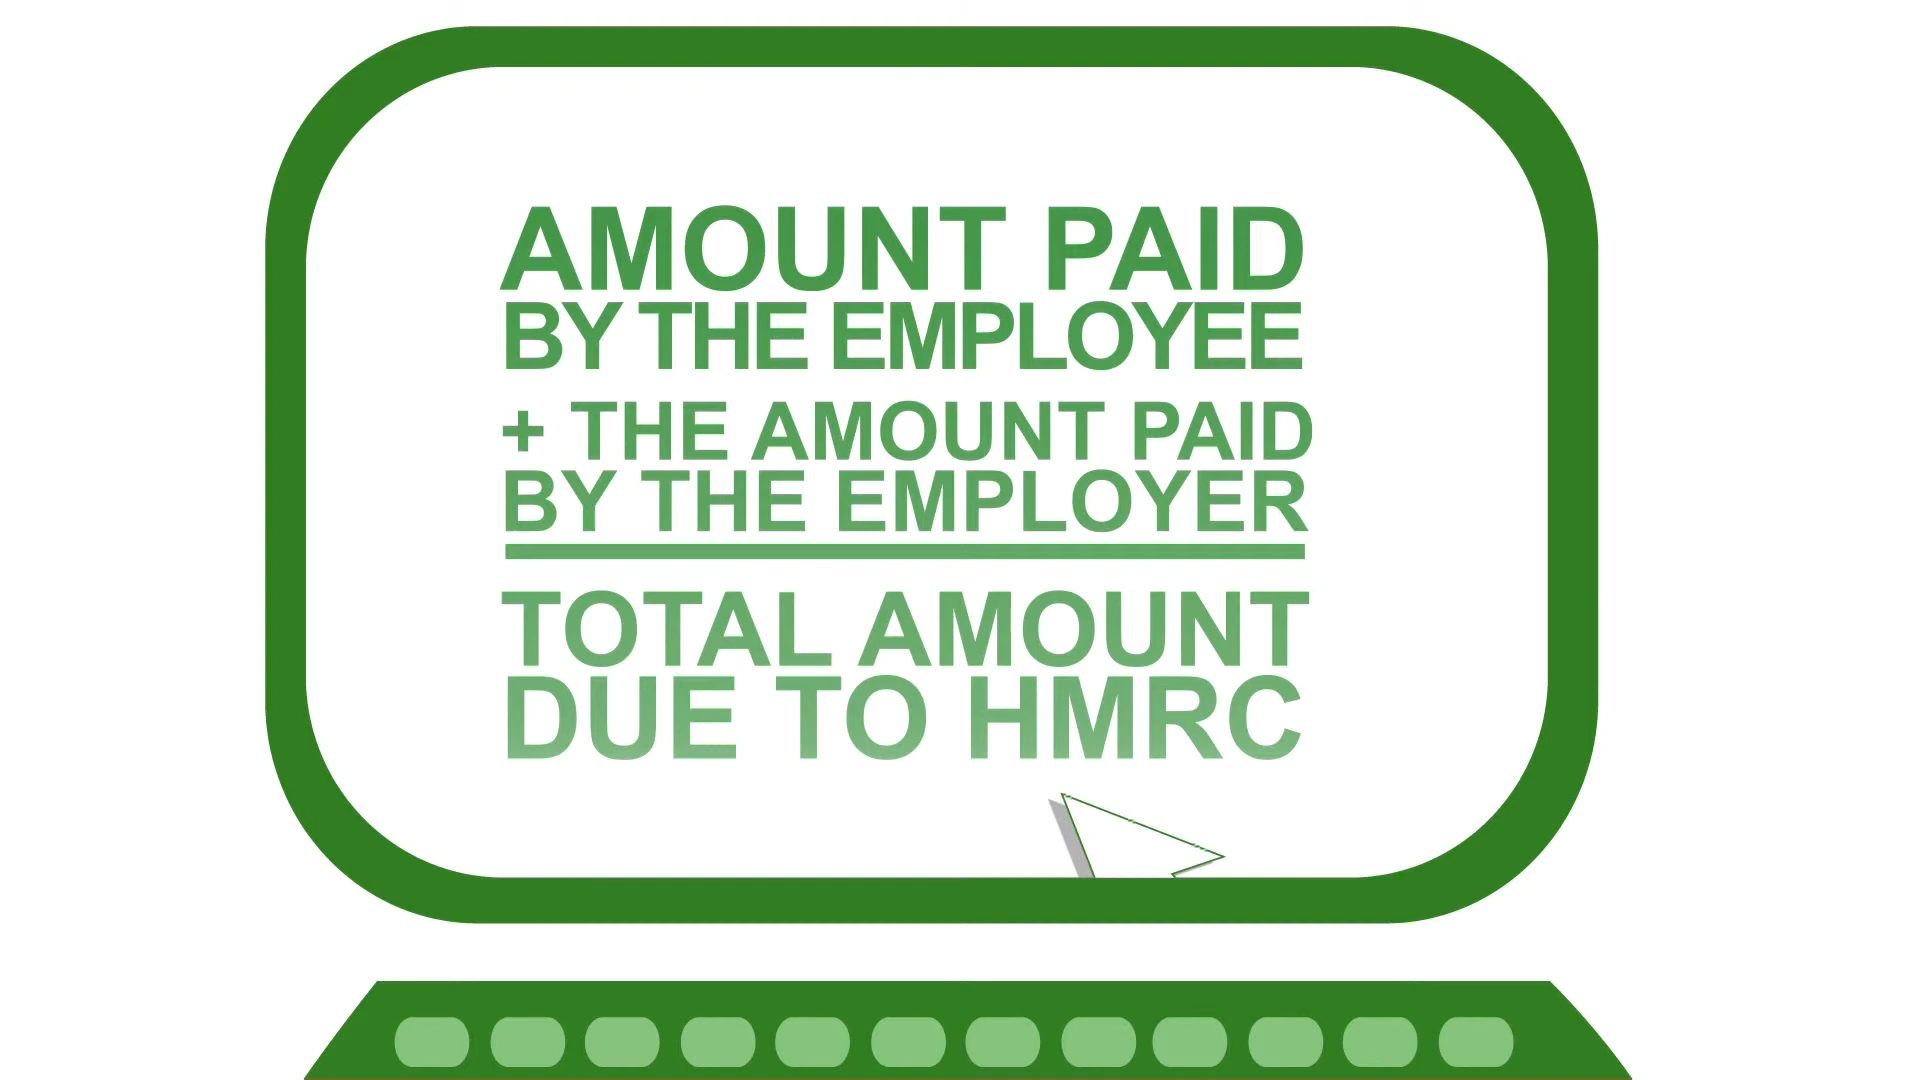 AMOUNT PAID
BY THE EMPLOYEE
+ THE AMOUNT PAID
BY THE EMPLOYER
TOTAL AMOUNT
DUE TO HMRC